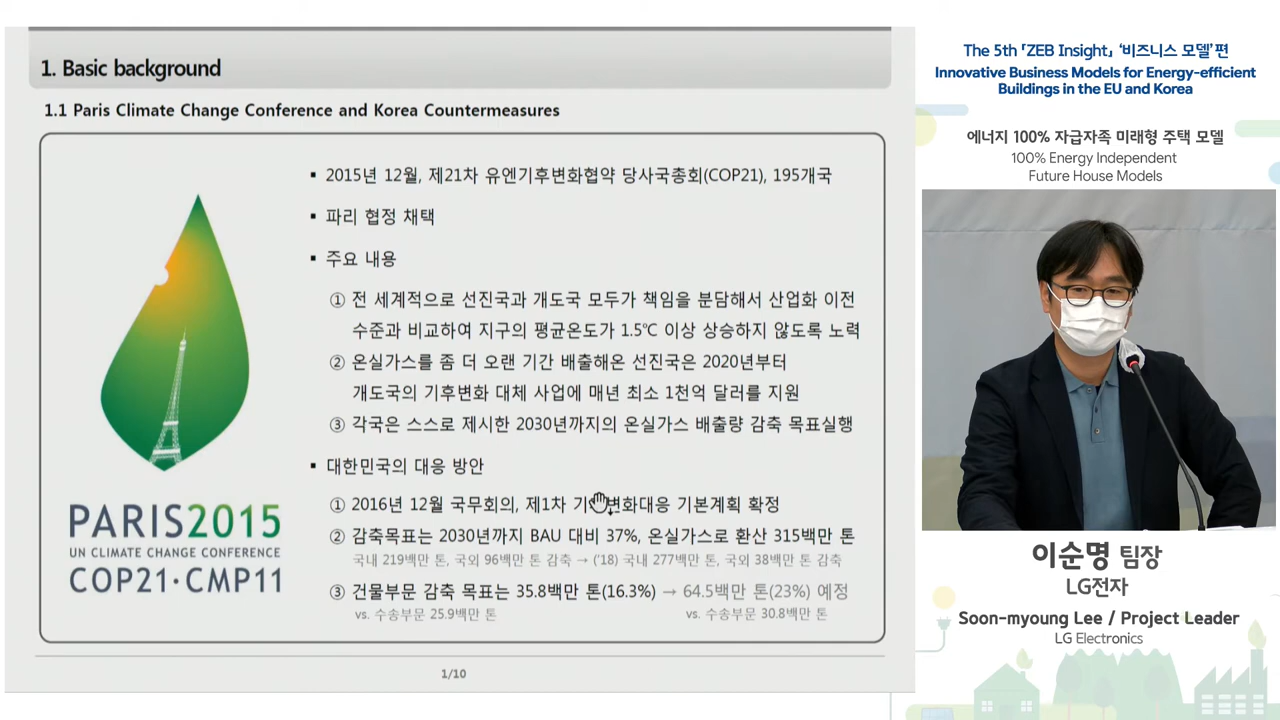 1. Basic background
1.1 Paris Climate Change Conference and Korea Countermeasures
▪ 2015년 12월, 제21차 유엔기후변화협약 당사국총회(COP21), 195개국
▪ 파리 협정 채택
▪ 주요 내용
① 전 세계적으로 선진국과 개도국 모두가 책임을 분담해서 산업화 이전
수준과 비교하여 지구의 평균온도가 1.5℃ 이상 상승하지 않도록 노력
② 온실가스를 좀 더 오랜 기간 배출해온 선진국은 2020년부터
개도국의 기후변화 대체 사업에 매년 최소 1천억 달러를 지원
③ 각국은 스스로 제시한 2030년까지의 온실가스 배출량 감축 목표실행
▪ 대한민국의 대응 방안
① 2016년 12월 국무회의, 제1차 기후변화대응 기본계획 확정
② 감축목표는 2030년까지 BAU 대비 37%, 온실가스로 환산 315백만 톤
국내 219백만 톤, 국외 96백만 톤 감축 → ('18) 국내 277백만 톤, 국외 38백만 톤 감축
③ 건물부문 감축 목표는 35.8백만 톤(16.3%) → 64.5백만 톤(23%) 예정
vs. 수송부문 25.9백만 톤 vs. 수송부문 30.8백만 톤
PARIS2015
UN CLIMATE CHANGE CONFERENCE
COP21·CMP11
1/10
The 5th 「ZEB Insight」 '비즈니스 모델'편
Innovative Business Models for Energy-efficient
Buildings in the EU and Korea
에너지 100% 자급자족 미래형 주택 모델
100% Energy Independent
Future House Models
이순명 팀장
LG전자
Soon-myoung Lee / Project Leader
LG Electronics